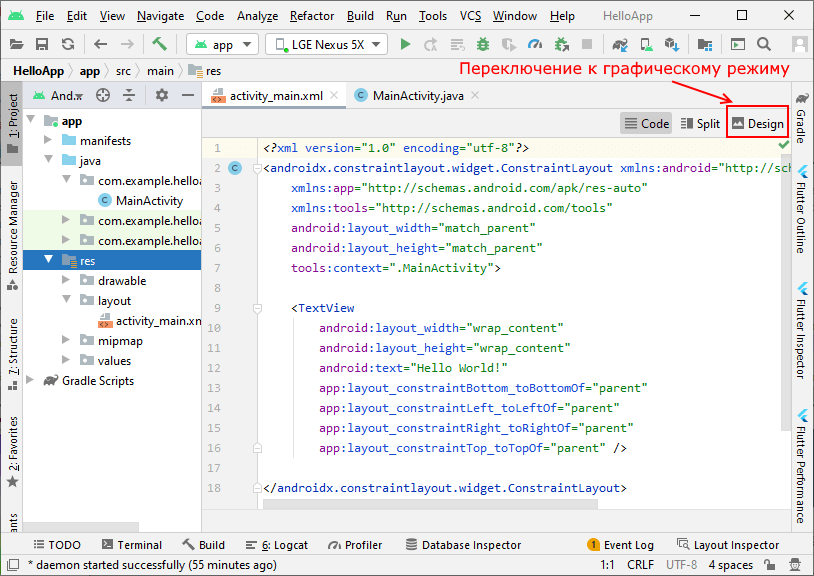 File Edit View Navigate Code Analyze Refactor Build Run Tools VCS Window Help HelloApp
app LGE Nexus 5X
HelloApp app src main res
Переключение к графическому режиму
1: Project
Resource Manager
7: Structure
2: Favorites
And..
app
manifests
java
com.example.helloa
MainActivity
com.example.helloa
com.example.helloa
res
drawable
layout
activity_main.xm
mipmap
values
Gradle Scripts
activity_main.xml MainActivity.java
Code Split Design
1 <?xml version="1.0" encoding="utf-8"?>
2 <androidx.constraintlayout.widget.ConstraintLayout xmlns:android="http://sch
3 xmlns:app="http://schemas.android.com/apk/res-auto"
4 xmlns:tools="http://schemas.android.com/tools"
5 android:layout_width="match_parent"
6 android:layout_height="match_parent"
7 tools:context=".MainActivity">
8
9 <TextView
10 android:layout_width="wrap_content"
11 android:layout_height="wrap_content"
12 android:text="Hello World!"
13 app:layout_constraintBottom_toBottomOf="parent"
14 app:layout_constraintLeft_toLeftOf="parent"
15 app:layout_constraintRight_toRightOf="parent"
16 app:layout_constraintTop_toTopOf="parent" />
17
18 </androidx.constraintlayout.widget.ConstraintLayout>
Gradle
Flutter Outline
Flutter Inspector
Flutter Performance
TODO Terminal Build 6: Logcat Profiler Database Inspector 1 Event Log Layout Inspector
* daemon started successfully (55 minutes ago) 1:1 CRLF UTF-8 4 spaces